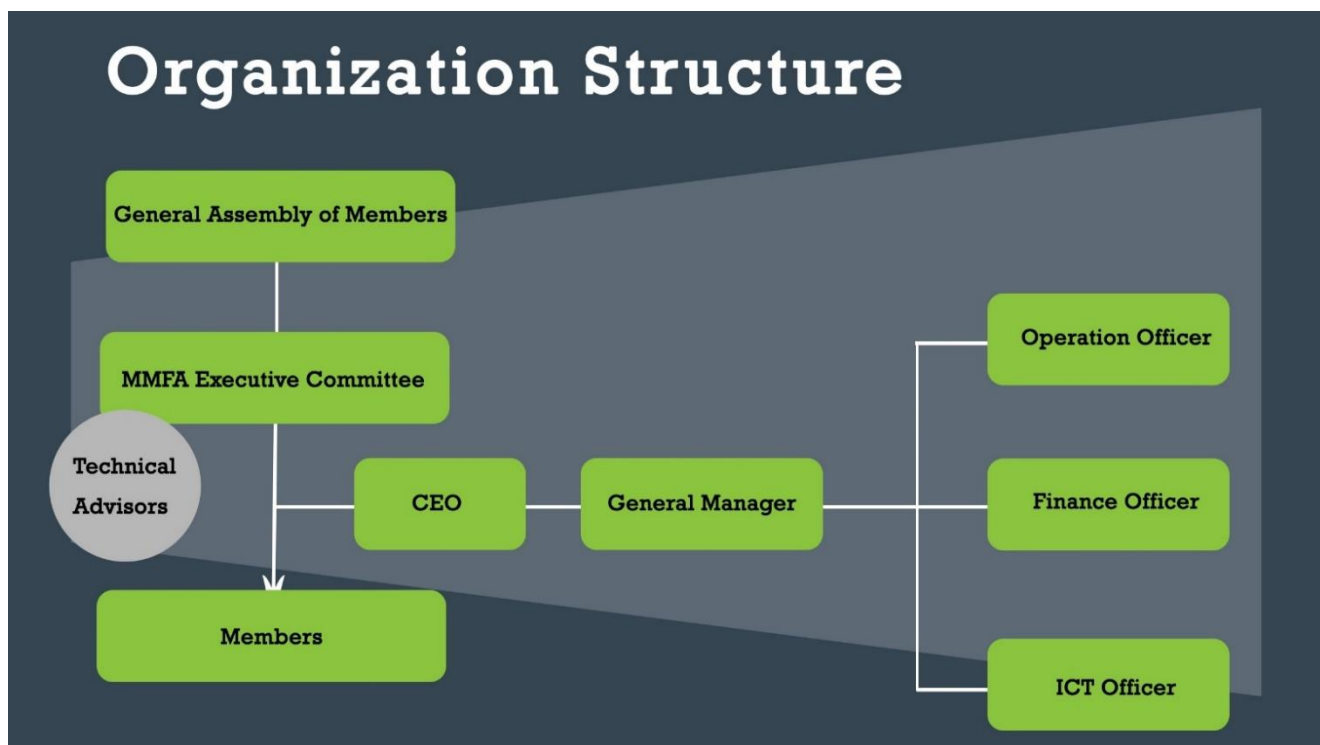 Organization Structure
General Assembly of Members
MMFA Executive Committee
Technical
Advisors
CEO
General Manager
Members
Operation Officer
Finance Officer
ICT Officer